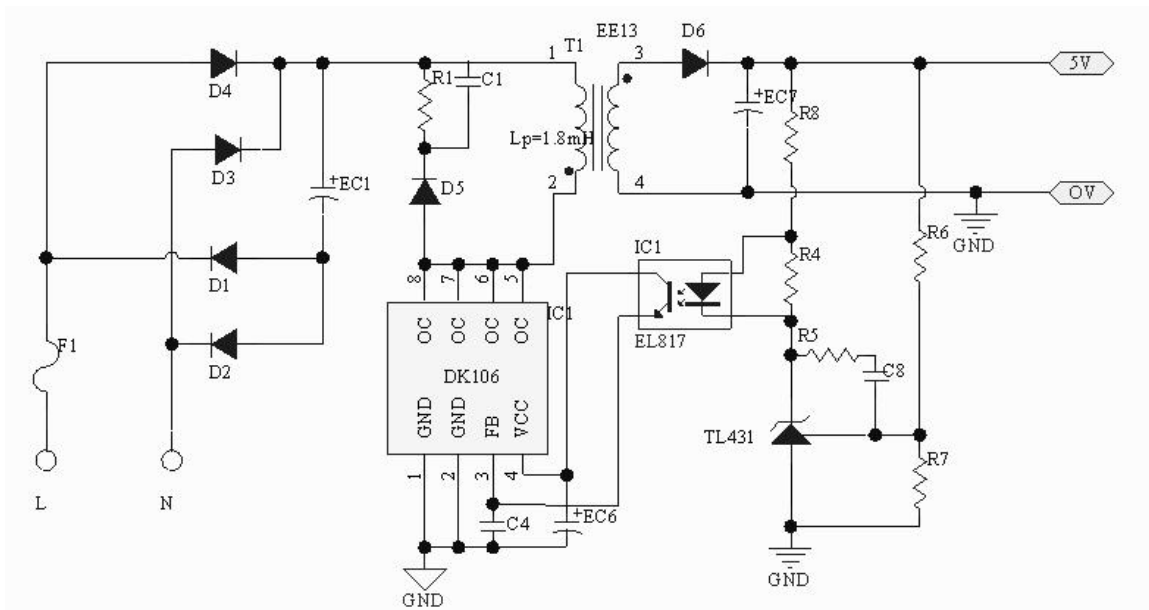 T1
EE13
D6
1
3
5V
D4
R1
C1
+EC7
R8
Lp=1.8mH
D3
+EC1
D5
2
4
OV
GND
R6
D1
IC1
R4
8
7
6
5
IC1
OC
OC
OC
OC
EL817
R5
F1
D2
DK106
C8
GND
GND
FB
VCC
TL431
R7
1
2
3
4
L
N
C4
+EC6
GND
GND